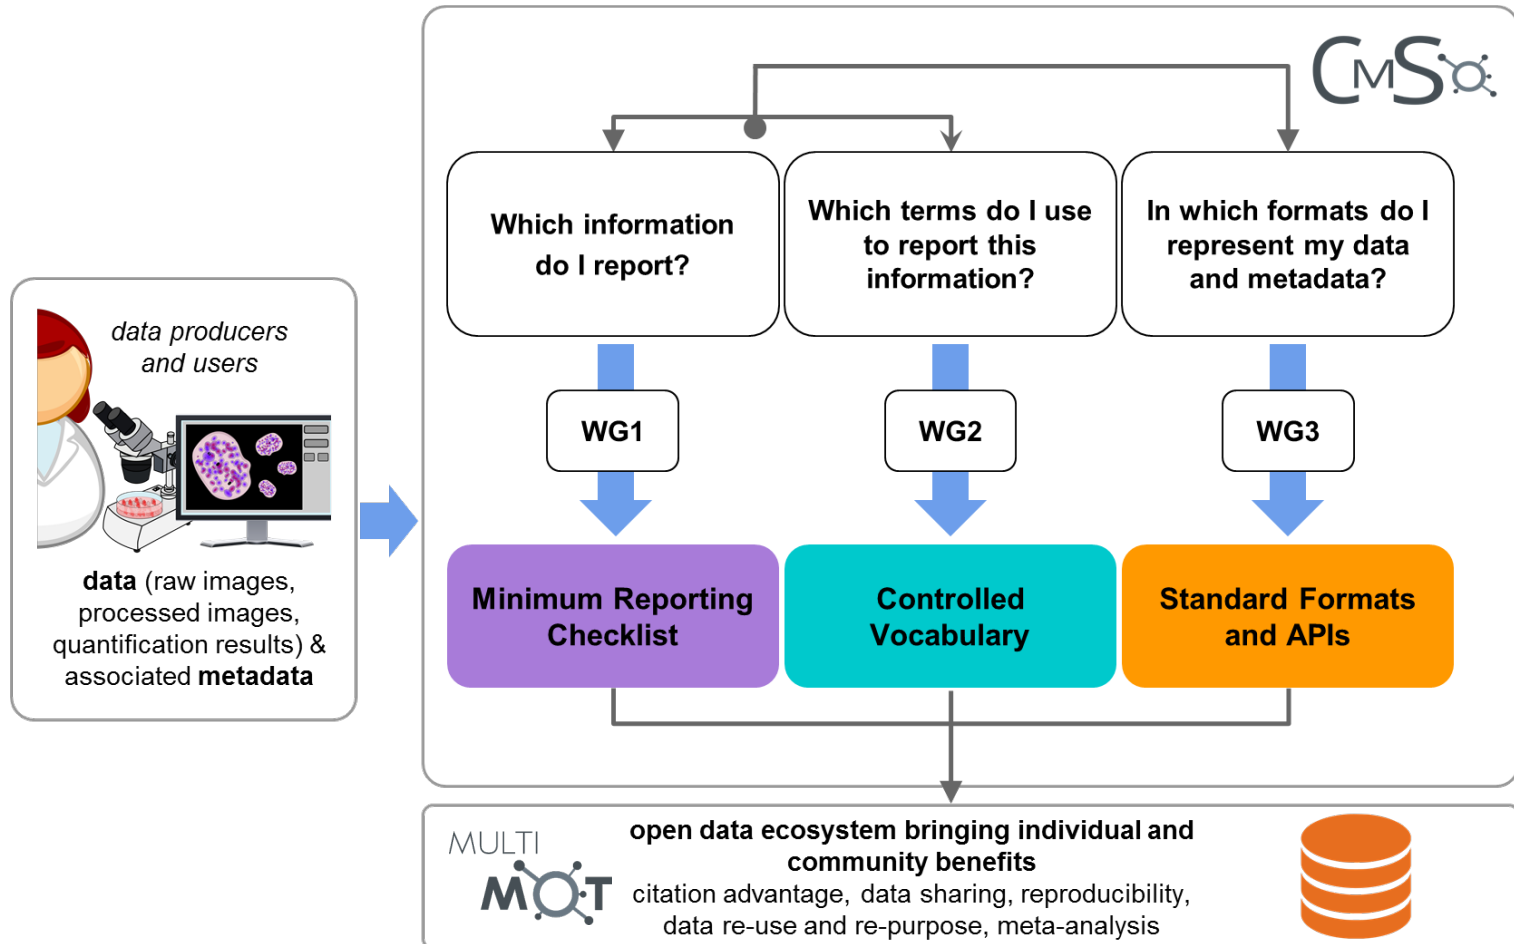 CMSO
Which information
do I report?
Which terms do I use
to report this
information?
In which formats do I
represent my data
and metadata?
data producers
and users
WG1
WG2
WG3
data (raw images,
processed images,
quantification results) &
associated metadata
Minimum Reporting
Checklist
Controlled
Vocabulary
Standard Formats
and APIs
MULTI
MOT
open data ecosystem bringing individual and
community benefits
citation advantage, data sharing, reproducibility,
data re-use and re-purpose, meta-analysis